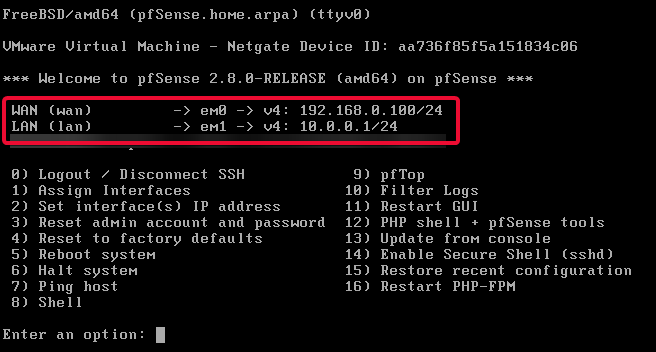 FreeBSD/amd64 (pfSense.home.arpa) (ttyv0)
VMware Virtual Machine - Netgate Device ID: aa736f85f5a151834c06
*** Welcome to pfSense 2.8.0-RELEASE (amd64) on pfSense ***
WAN (wan) -> em0 -> v4: 192.168.0.100/24
LAN (lan) -> em1 -> v4: 10.0.0.1/24
0) Logout / Disconnect SSH 9) pfTop
1) Assign Interfaces 10) Filter Logs
2) Set interface(s) IP address 11) Restart GUI
3) Reset admin account and password 12) PHP shell + pfSense tools
4) Reset to factory defaults 13) Update from console
5) Reboot system 14) Enable Secure Shell (sshd)
6) Halt system 15) Restore recent configuration
7) Ping host 16) Restart PHP-FPM
8) Shell
Enter an option: